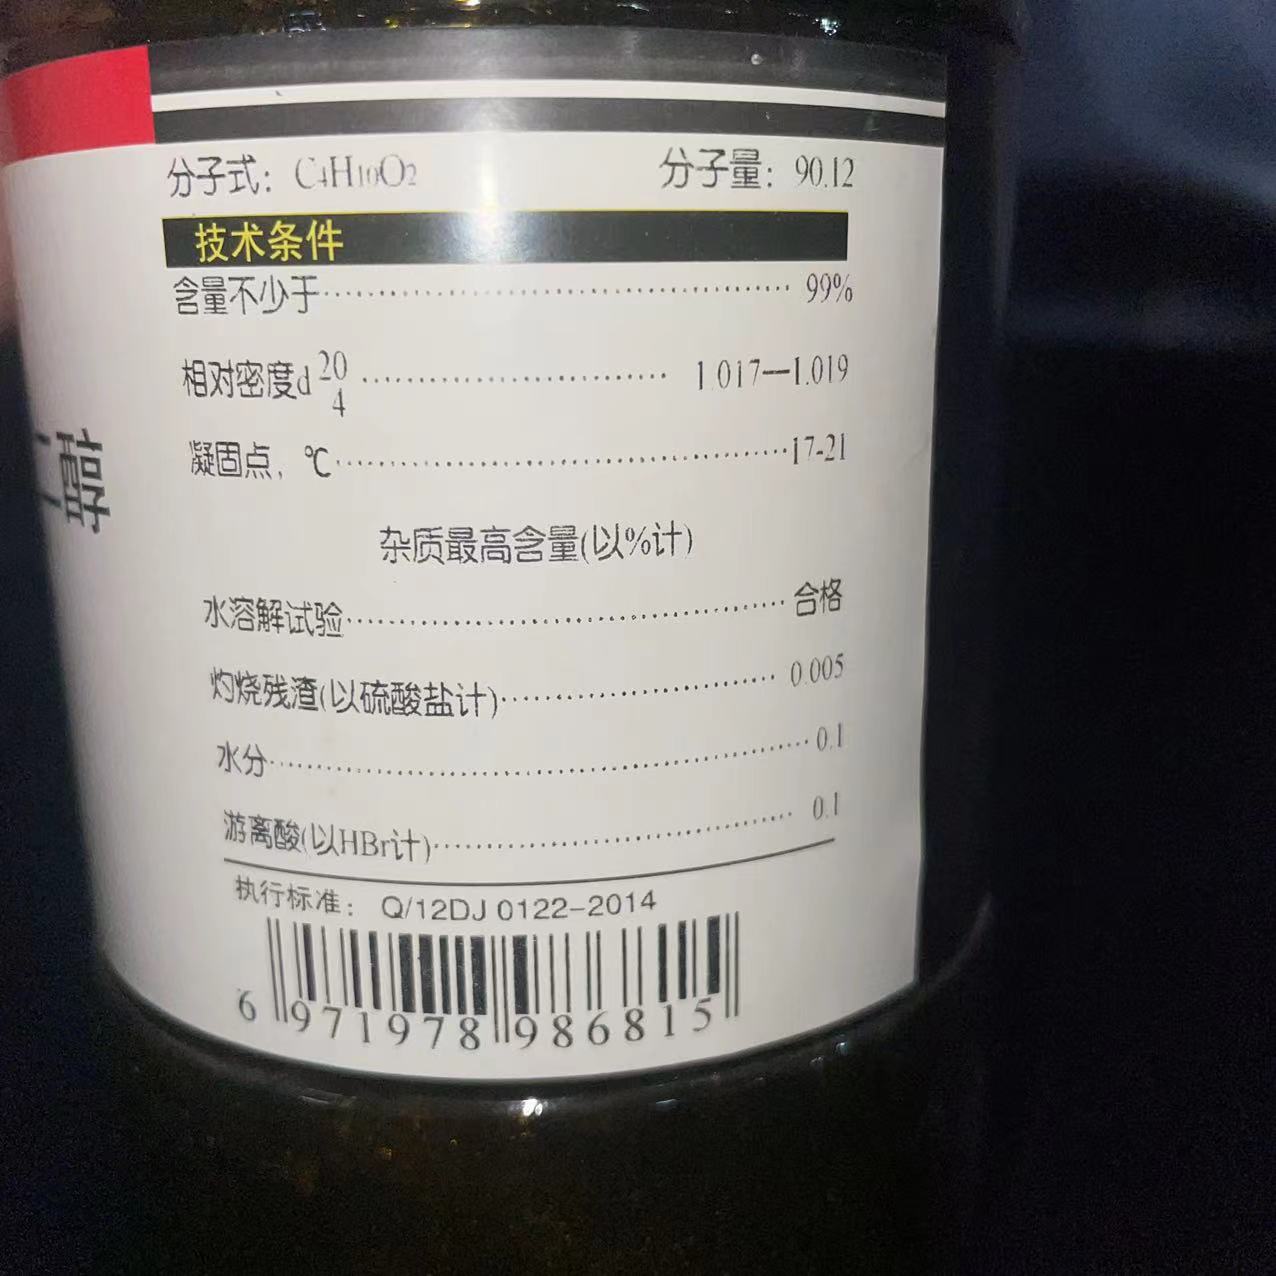 分子式：C4H10O2 分子量：90.12
技术条件
含量不少于 99%
相对密度d 20/4 1.017—1.019
凝固点，℃ 17-21
二醇
杂质最高含量(以%计)
水溶解试验 合格
灼烧残渣(以硫酸盐计) 0.005
水分 0.1
游离酸(以HBr计) 0.1
执行标准： Q/12DJ 0122-2014
6 971978 986815